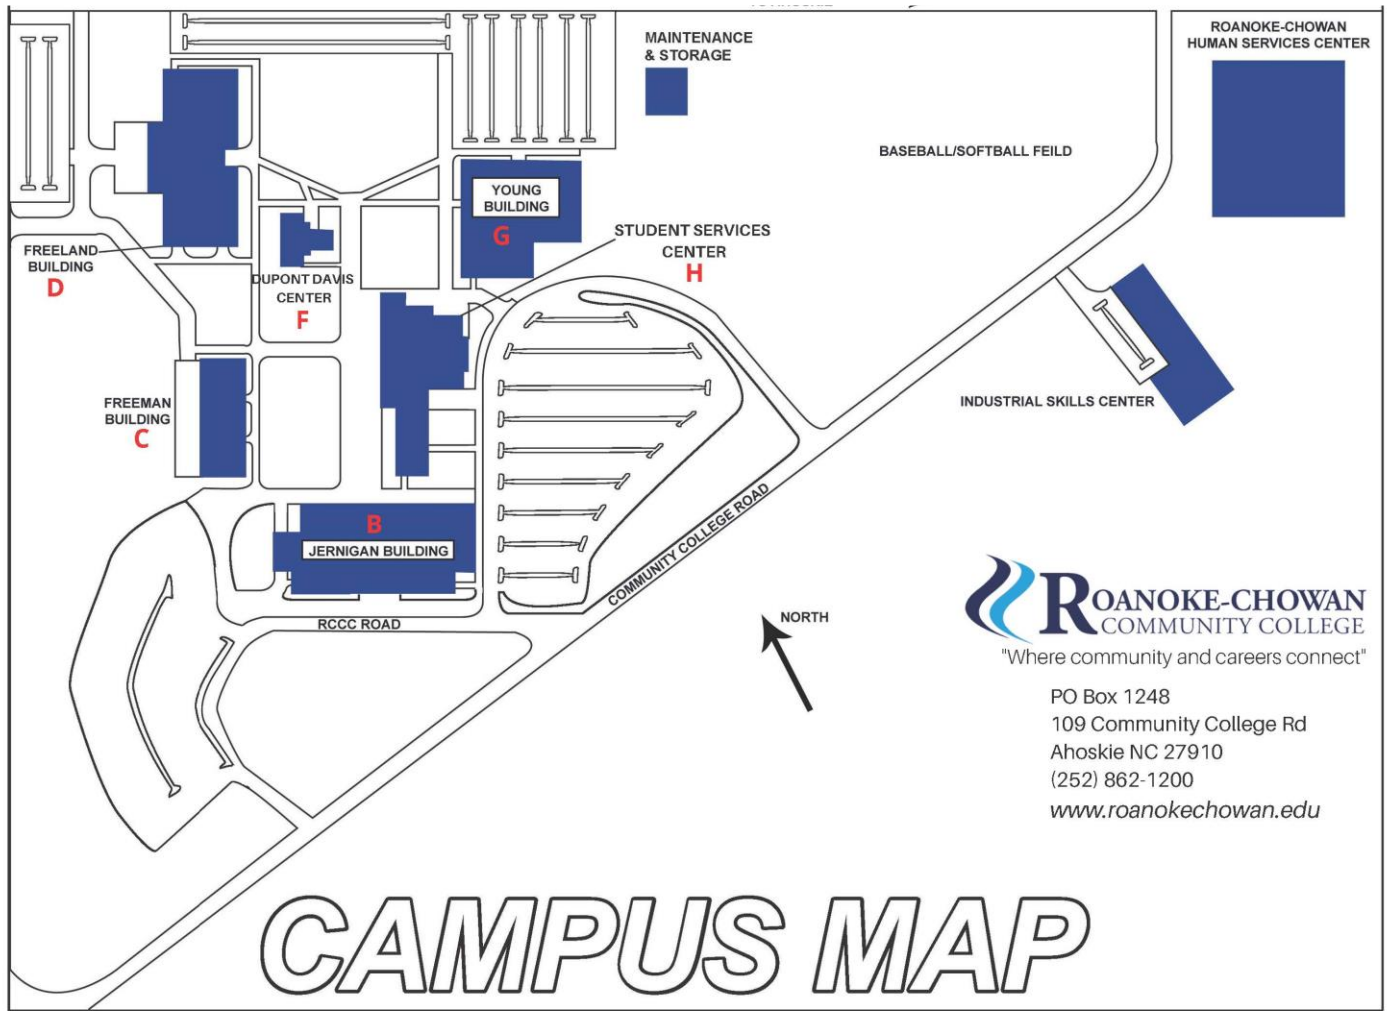 MAINTENANCE
& STORAGE
ROANOKE-CHOWAN
HUMAN SERVICES CENTER
BASEBALL/SOFTBALL FEILD
YOUNG
BUILDING
G
STUDENT SERVICES
CENTER
H
FREELAND
BUILDING
D
DUPONT DAVIS
CENTER
F
FREEMAN
BUILDING
C
INDUSTRIAL SKILLS CENTER
B
JERNIGAN BUILDING
COMMUNITY COLLEGE ROAD
RCCC ROAD
NORTH
ROANOKE-CHOWAN
COMMUNITY COLLEGE
"Where community and careers connect"
PO Box 1248
109 Community College Rd
Ahoskie NC 27910
(252) 862-1200
www.roanokechowan.edu
CAMPUS MAP